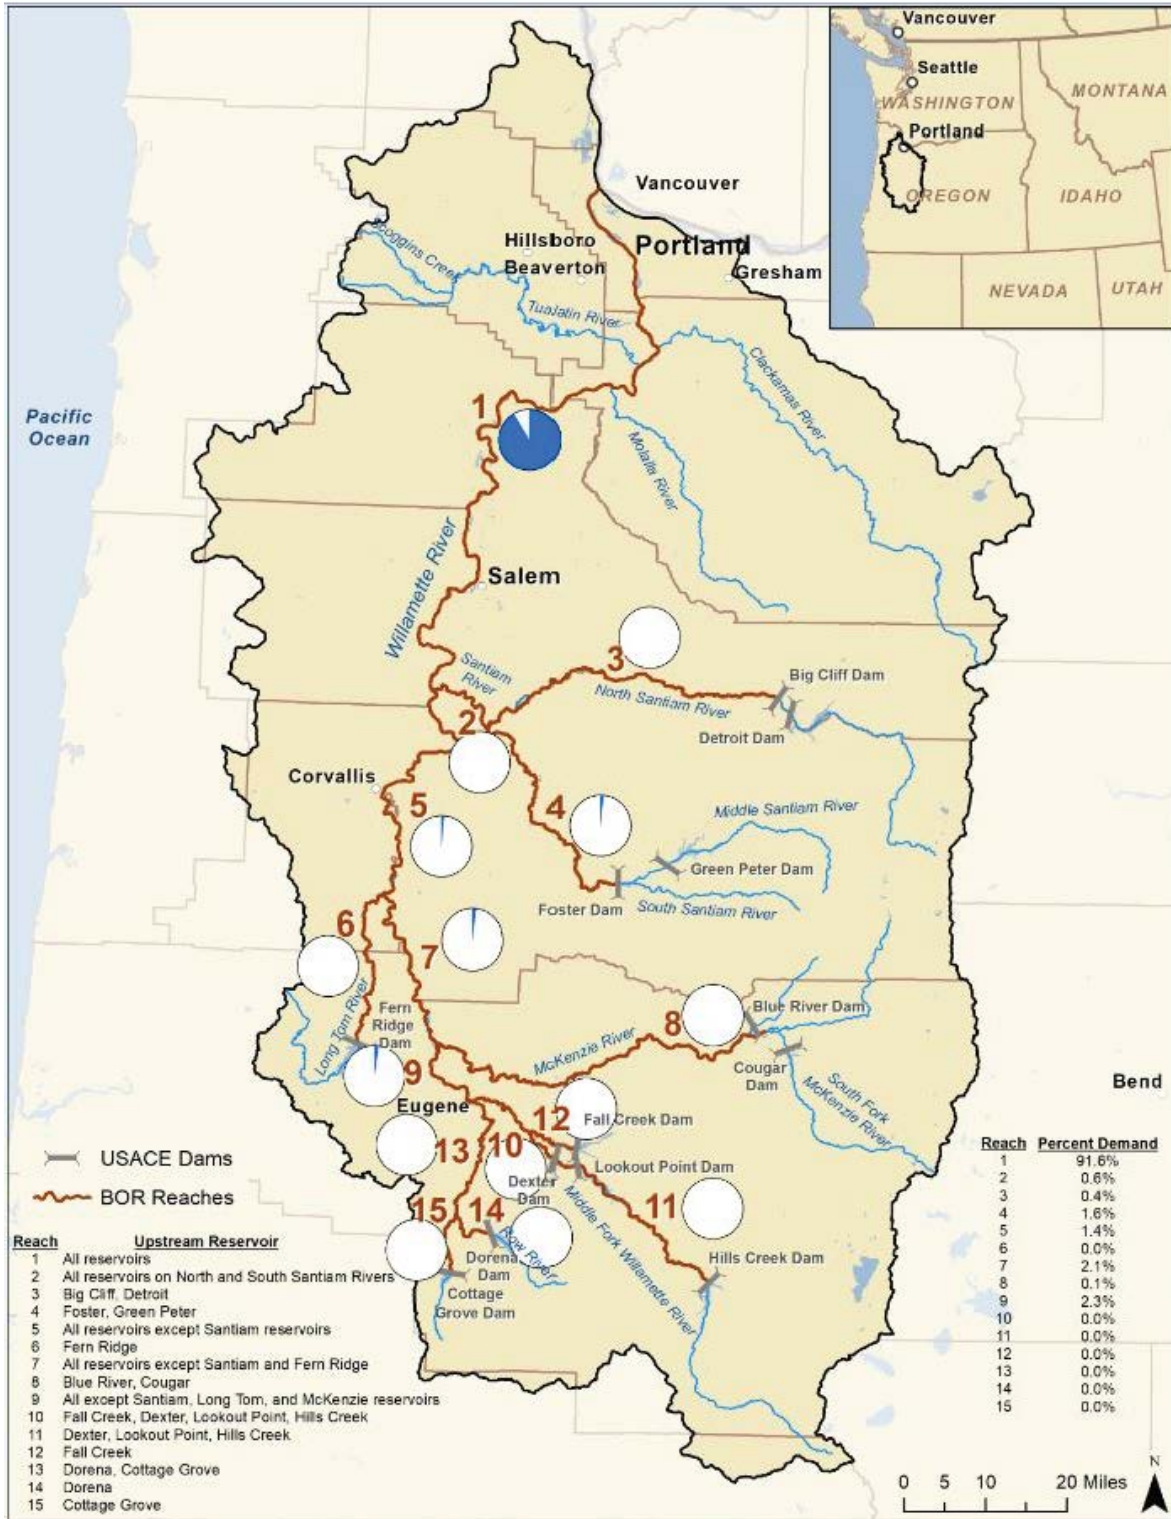 Vancouver
Seattle
WASHINGTON
MONTANA
Portland
OREGON
IDAHO
NEVADA
UTAH
Vancouver
Hillsboro
Portland
Beaverton
Gresham
Scoggins Creek
Tualatin River
Clackamas River
Pacific
Ocean
1
Molalla River
Willamette River
Salem
3
Santiam
River
North Santiam River
Big Cliff Dam
Detroit Dam
2
Corvallis
5
4
Middle Santiam River
Green Peter Dam
Foster Dam
South Santiam River
6
7
Long Tom River
Fern
Ridge
Dam
8
Blue River Dam
McKenzie River
Cougar
Dam
South Fork
McKenzie River
9
Bend
Eugene
12
Fall Creek Dam
13
10
Lookout Point Dam
Dexter
Dam
Middle Fork Willamette River
11
15
14
Row River
Dorena
Dam
Hills Creek Dam
Cottage
Grove Dam
USACE Dams
BOR Reaches
Reach Upstream Reservoir
1 All reservoirs
2 All reservoirs on North and South Santiam Rivers
3 Big Cliff, Detroit
4 Foster, Green Peter
5 All reservoirs except Santiam reservoirs
6 Fern Ridge
7 All reservoirs except Santiam and Fern Ridge
8 Blue River, Cougar
9 All except Santiam, Long Tom, and McKenzie reservoirs
10 Fall Creek, Dexter, Lookout Point, Hills Creek
11 Dexter, Lookout Point, Hills Creek
12 Fall Creek
13 Dorena, Cottage Grove
14 Dorena
15 Cottage Grove
Reach Percent Demand
1 91.6%
2 0.6%
3 0.4%
4 1.6%
5 1.4%
6 0.0%
7 2.1%
8 0.1%
9 2.3%
10 0.0%
11 0.0%
12 0.0%
13 0.0%
14 0.0%
15 0.0%
N
0 5 10 20 Miles